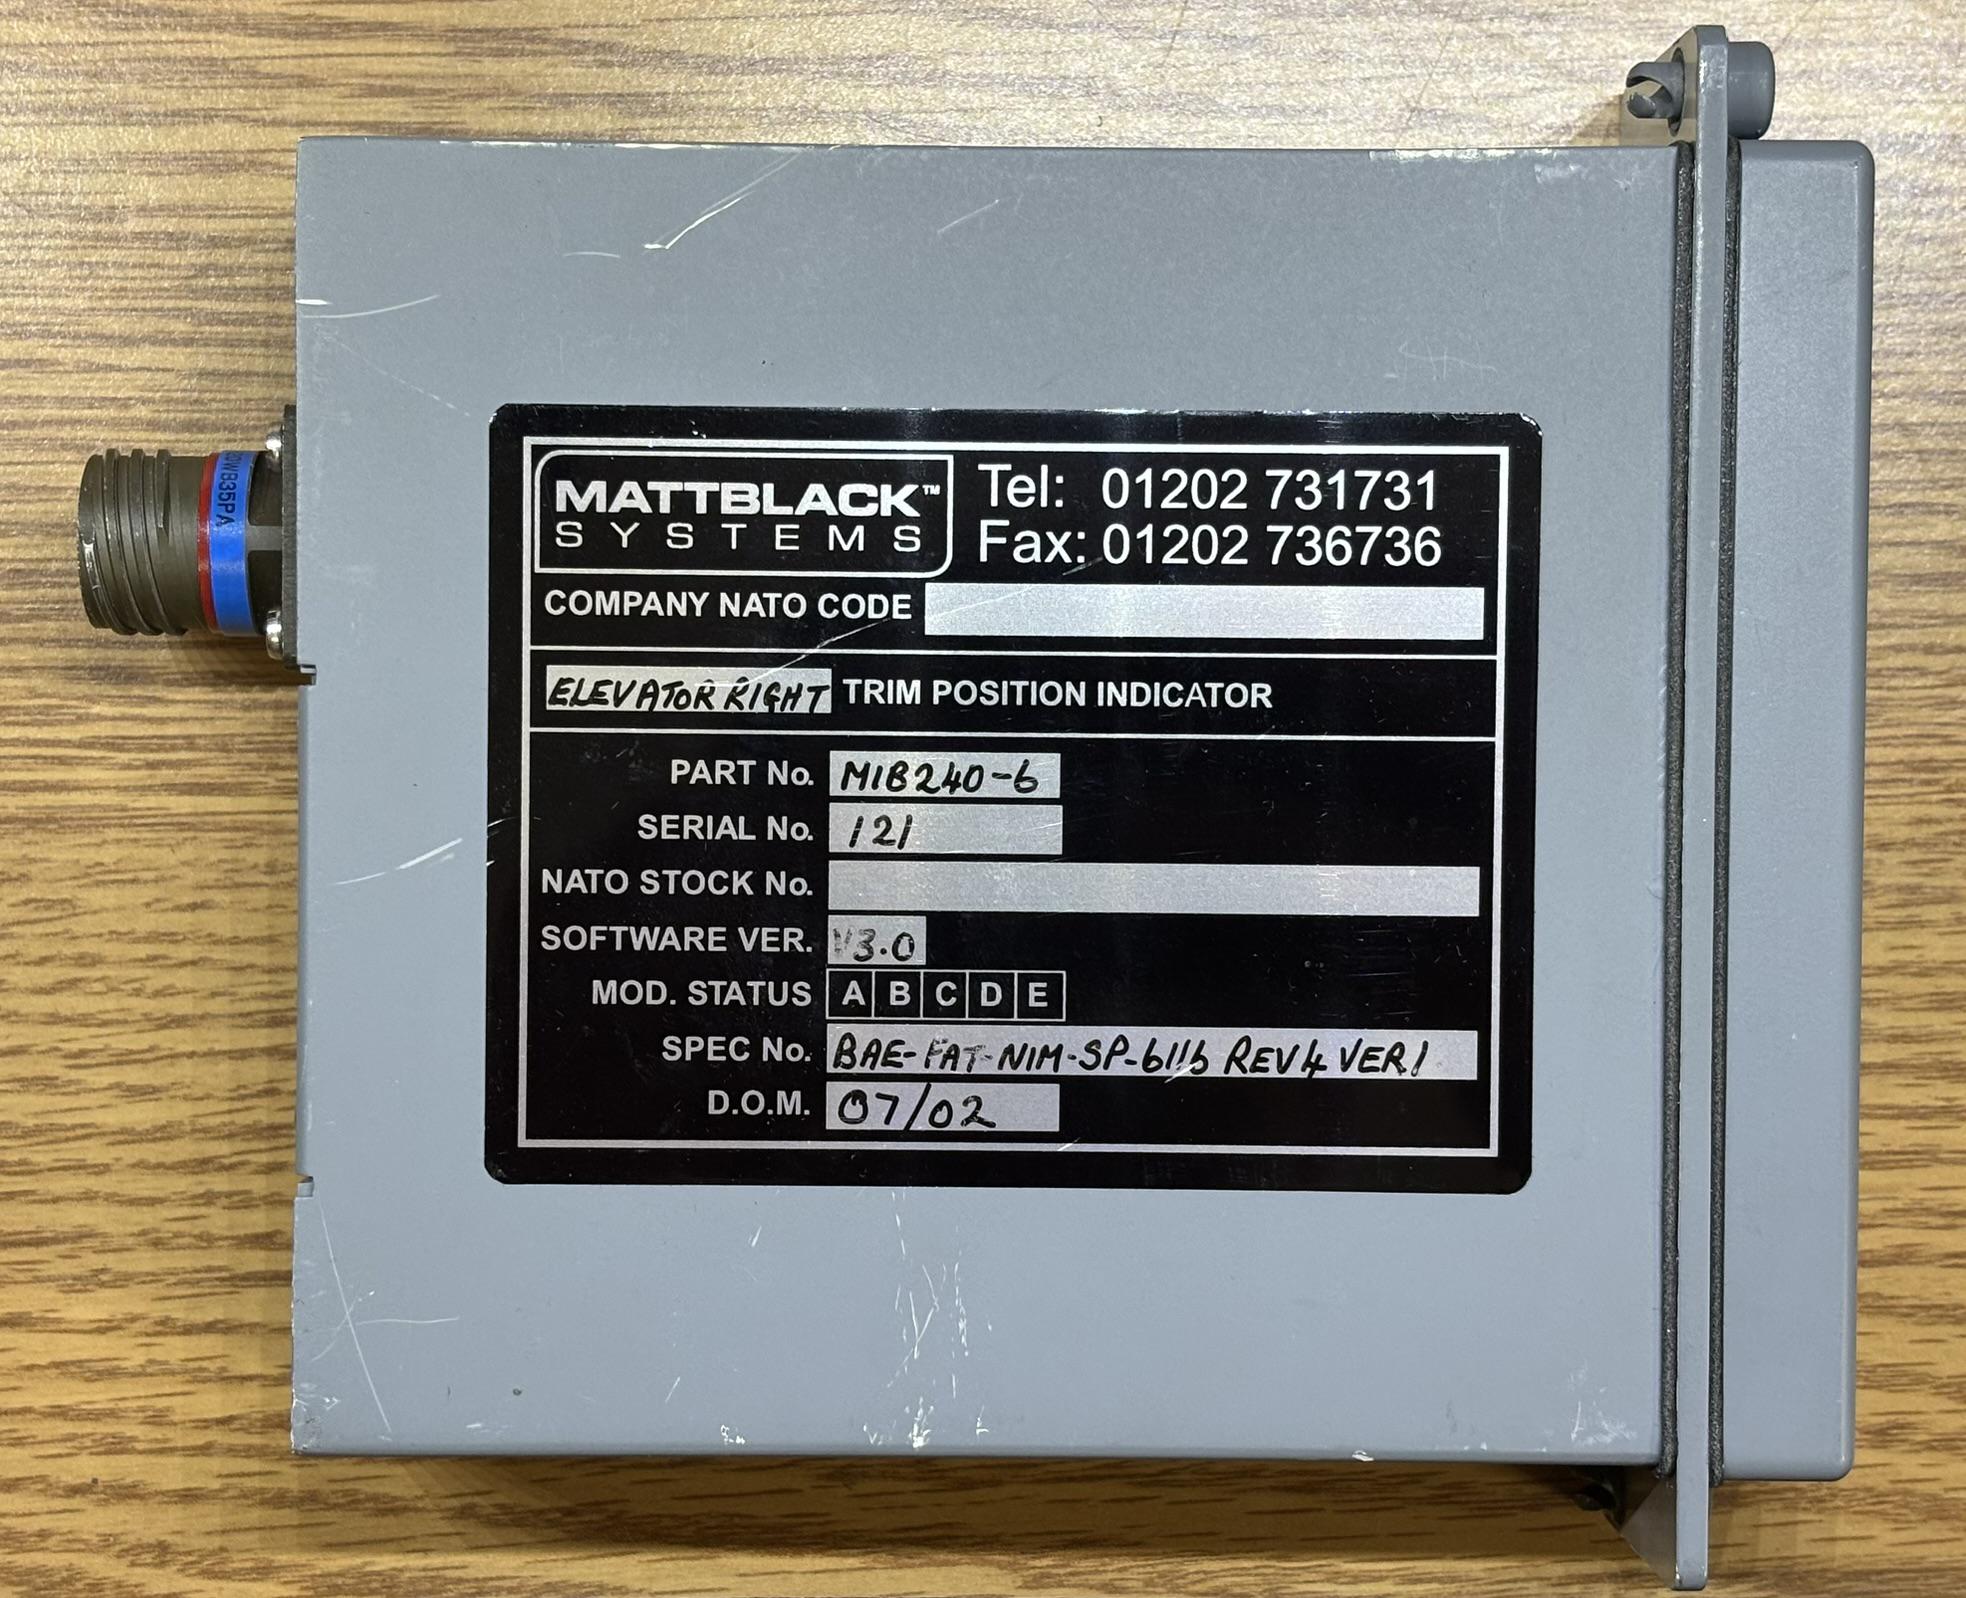 MATTBLACK™
SYSTEMS
Tel: 01202 731731
Fax: 01202 736736
COMPANY NATO CODE
ELEVATOR RIGHT TRIM POSITION INDICATOR
PART No. MIB240-6
SERIAL No. 121
NATO STOCK No.
SOFTWARE VER. V3.0
MOD. STATUS A B C D E
SPEC No. BAE-FAT-NIM-SP-6116 REV4 VER1
D.O.M. 07/02